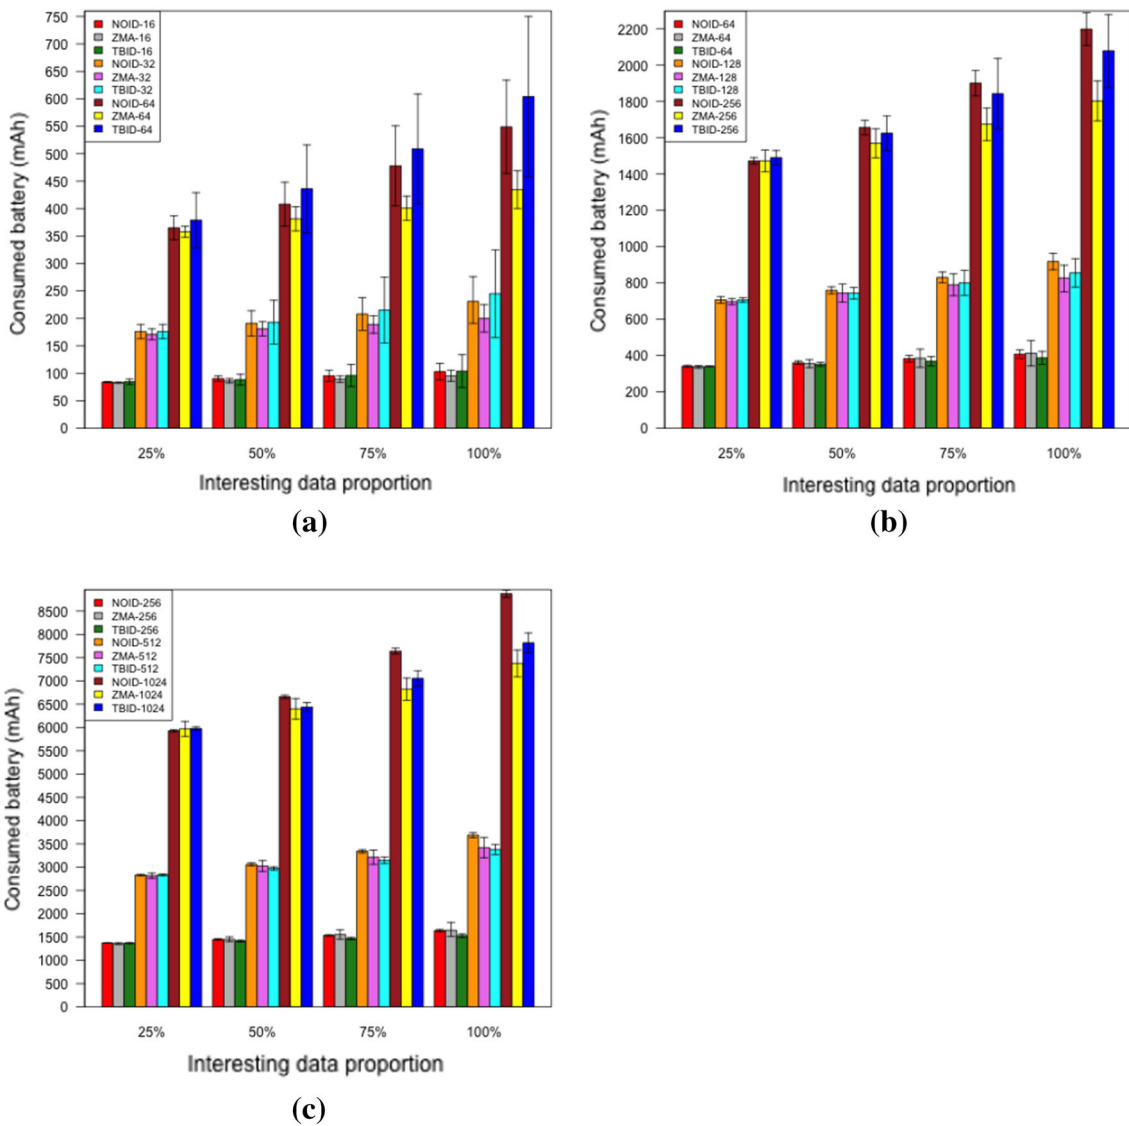 750
700
650
600
550
500
450
400
350
300
250
200
150
100
50
0
Consumed battery (mAh)
NOID-16
ZMA-16
TBID-16
NOID-32
ZMA-32
TBID-32
NOID-64
ZMA-64
TBID-64
25% 50% 75% 100%
Interesting data proportion
(a)
2200
2000
1800
1600
1400
1200
1000
800
600
400
200
0
Consumed battery (mAh)
NOID-64
ZMA-64
TBID-64
NOID-128
ZMA-128
TBID-128
NOID-256
ZMA-256
TBID-256
25% 50% 75% 100%
Interesting data proportion
(b)
8500
8000
7500
7000
6500
6000
5500
5000
4500
4000
3500
3000
2500
2000
1500
1000
500
0
Consumed battery (mAh)
NOID-256
ZMA-256
TBID-256
NOID-512
ZMA-512
TBID-512
NOID-1024
ZMA-1024
TBID-1024
25% 50% 75% 100%
Interesting data proportion
(c)